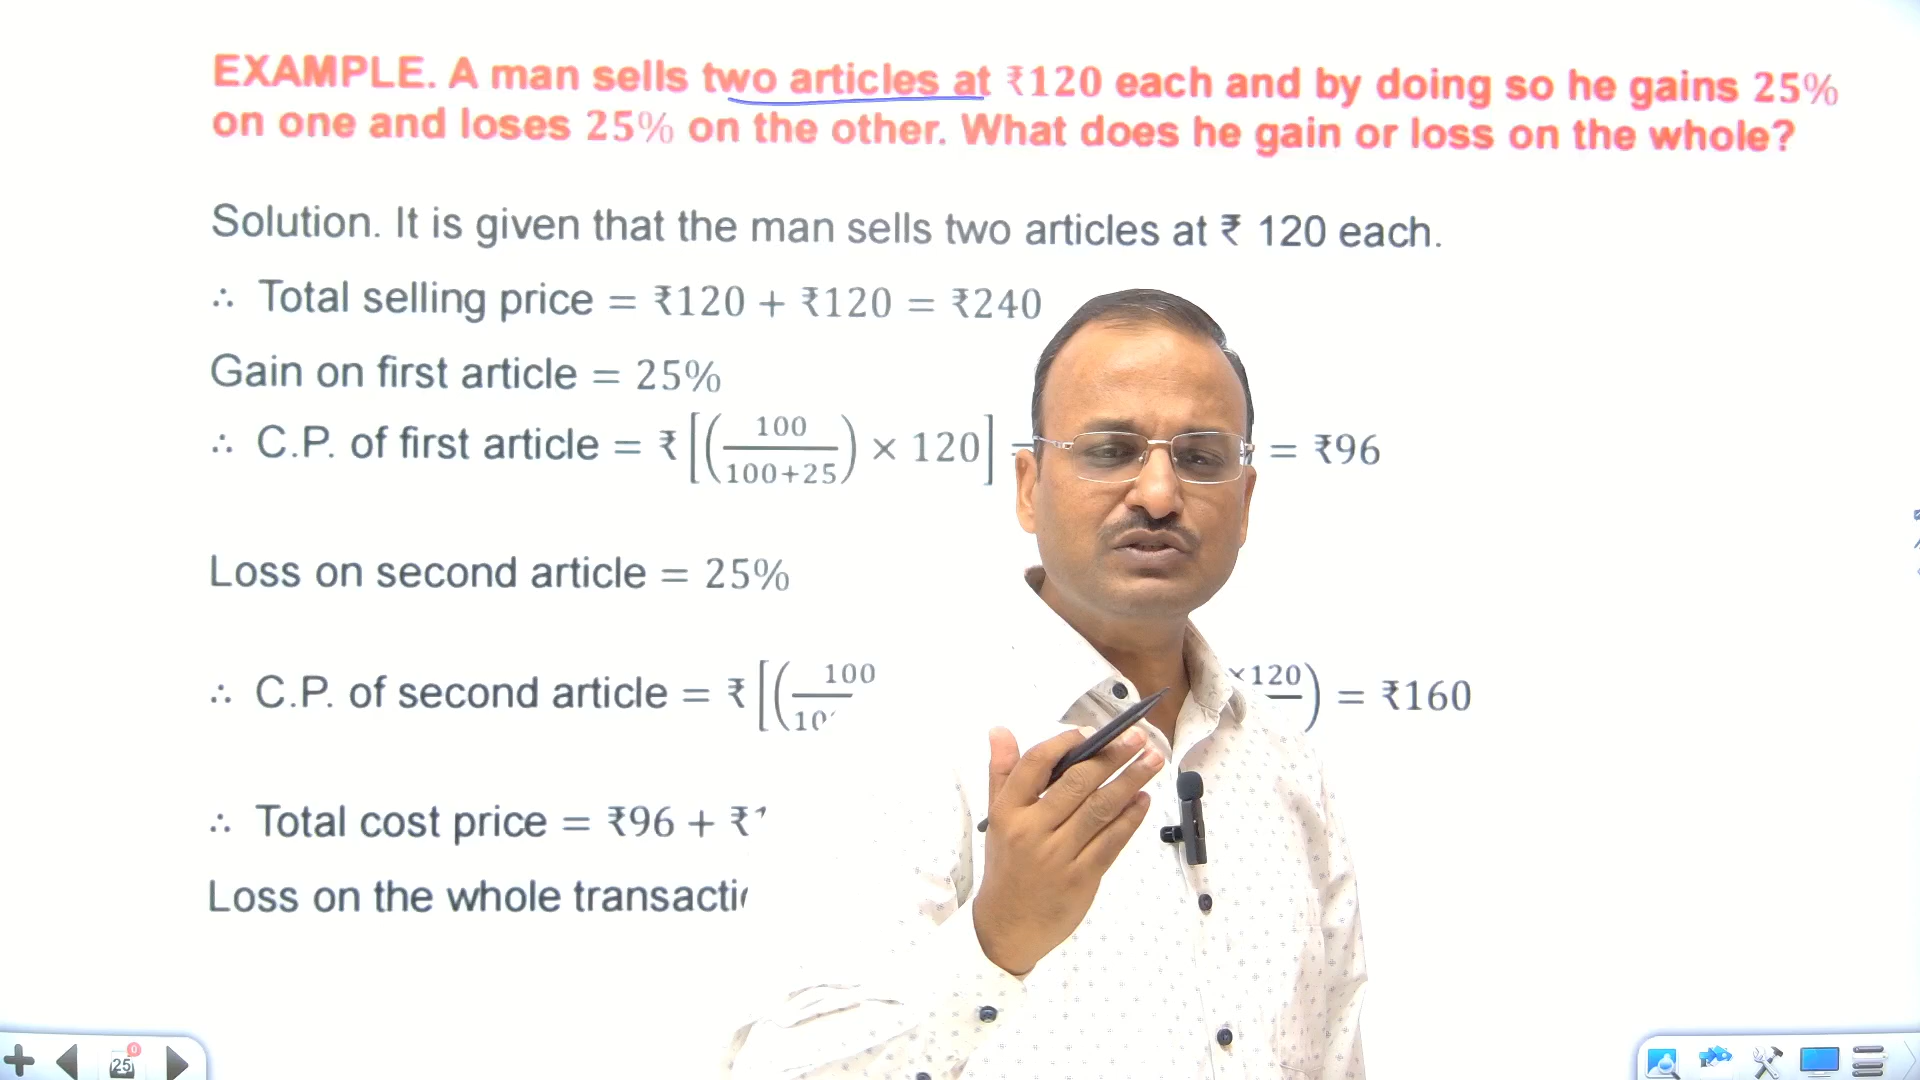 EXAMPLE. A man sells two articles at ₹120 each and by doing so he gains 25%
on one and loses 25% on the other. What does he gain or loss on the whole?
Solution. It is given that the man sells two articles at ₹ 120 each.
∴ Total selling price = ₹120 + ₹120 = ₹240
Gain on first article = 25%
∴ C.P. of first article = ₹ [(100/(100+25)) × 120] = ₹96
Loss on second article = 25%
∴ C.P. of second article = ₹ [(100 ×120) = ₹160
∴ Total cost price = ₹96 + ₹
Loss on the whole
25
0